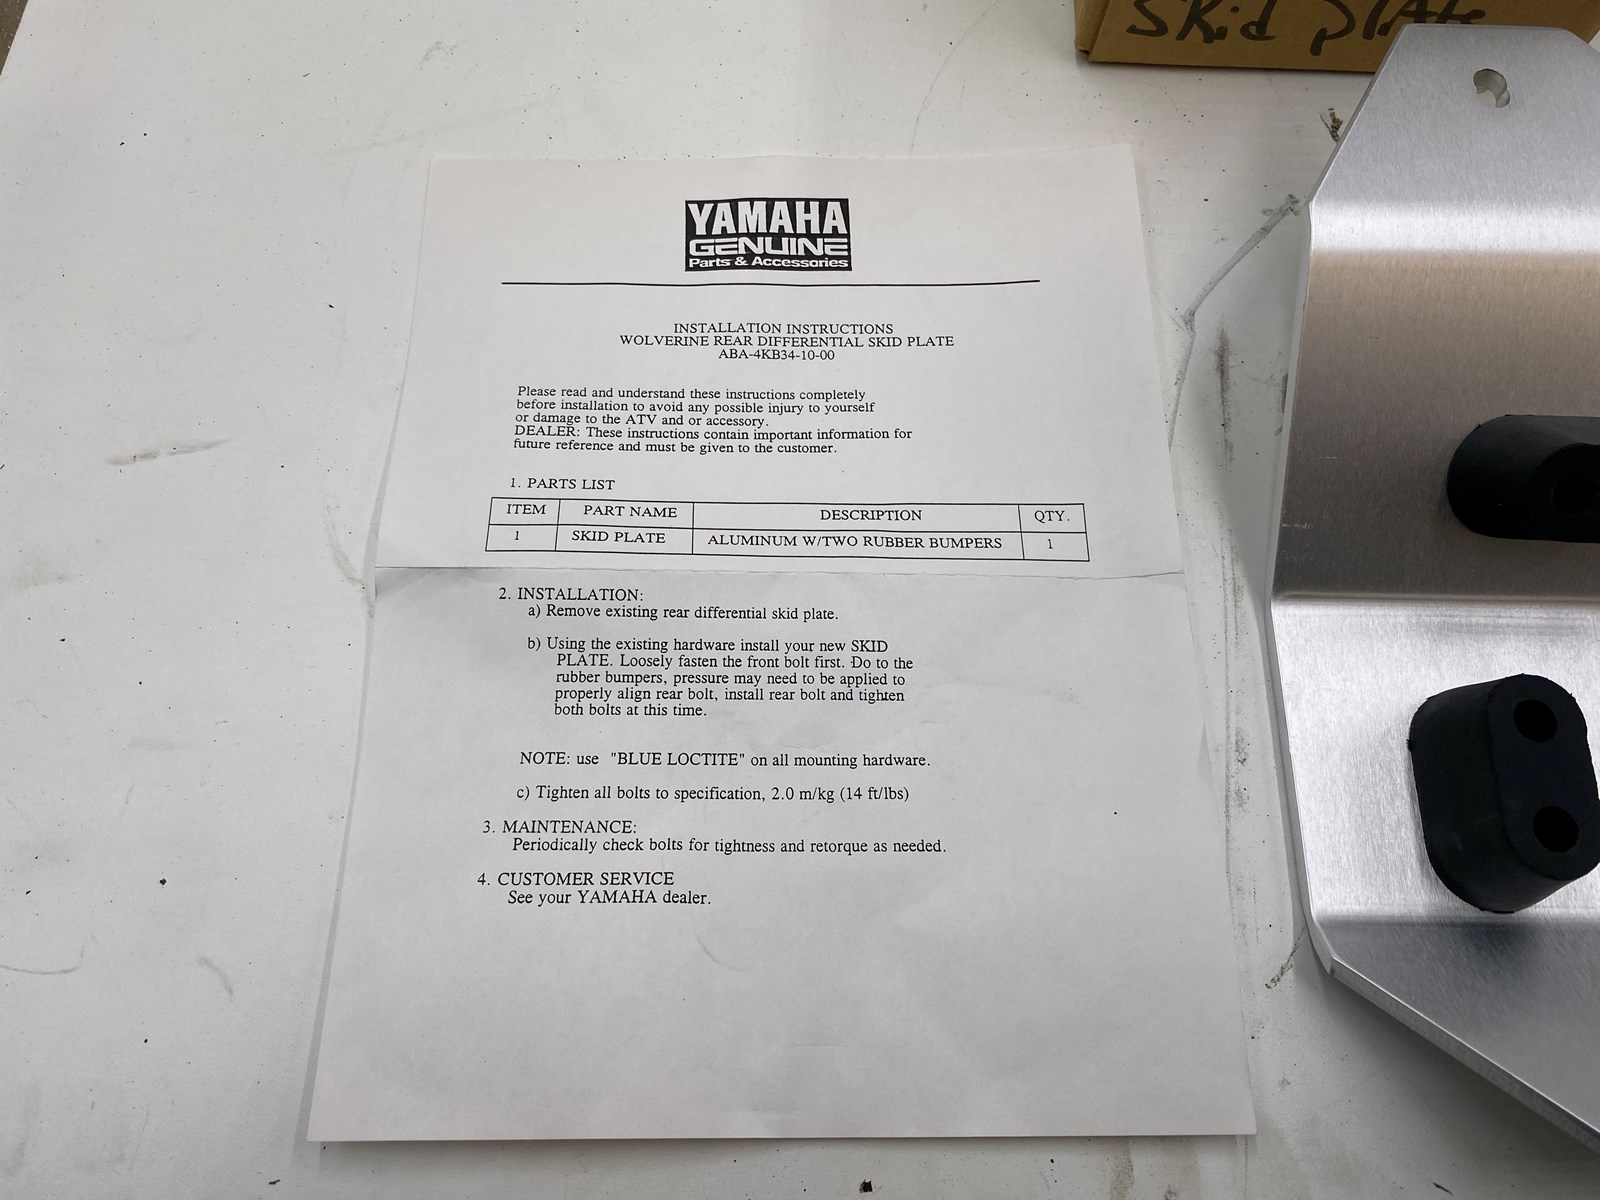 Skid plate
YAMAHA
GENUINE
Parts & Accessories
INSTALLATION INSTRUCTIONS
WOLVERINE REAR DIFFERENTIAL SKID PLATE
ABA-4KB34-10-00
Please read and understand these instructions completely
before installation to avoid any possible injury to yourself
or damage to the ATV and or accessory.
DEALER: These instructions contain important information for
future reference and must be given to the customer.
1. PARTS LIST
ITEM PART NAME DESCRIPTION QTY.
1 SKID PLATE ALUMINUM W/TWO RUBBER BUMPERS 1
2. INSTALLATION:
a) Remove existing rear differential skid plate.
b) Using the existing hardware install your new SKID
PLATE. Loosely fasten the front bolt first. Do to the
rubber bumpers, pressure may need to be applied to
properly align rear bolt, install rear bolt and tighten
both bolts at this time.
NOTE: use "BLUE LOCTITE" on all mounting hardware.
c) Tighten all bolts to specification, 2.0 m/kg (14 ft/lbs)
3. MAINTENANCE:
Periodically check bolts for tightness and retorque as needed.
4. CUSTOMER SERVICE
See your YAMAHA dealer.